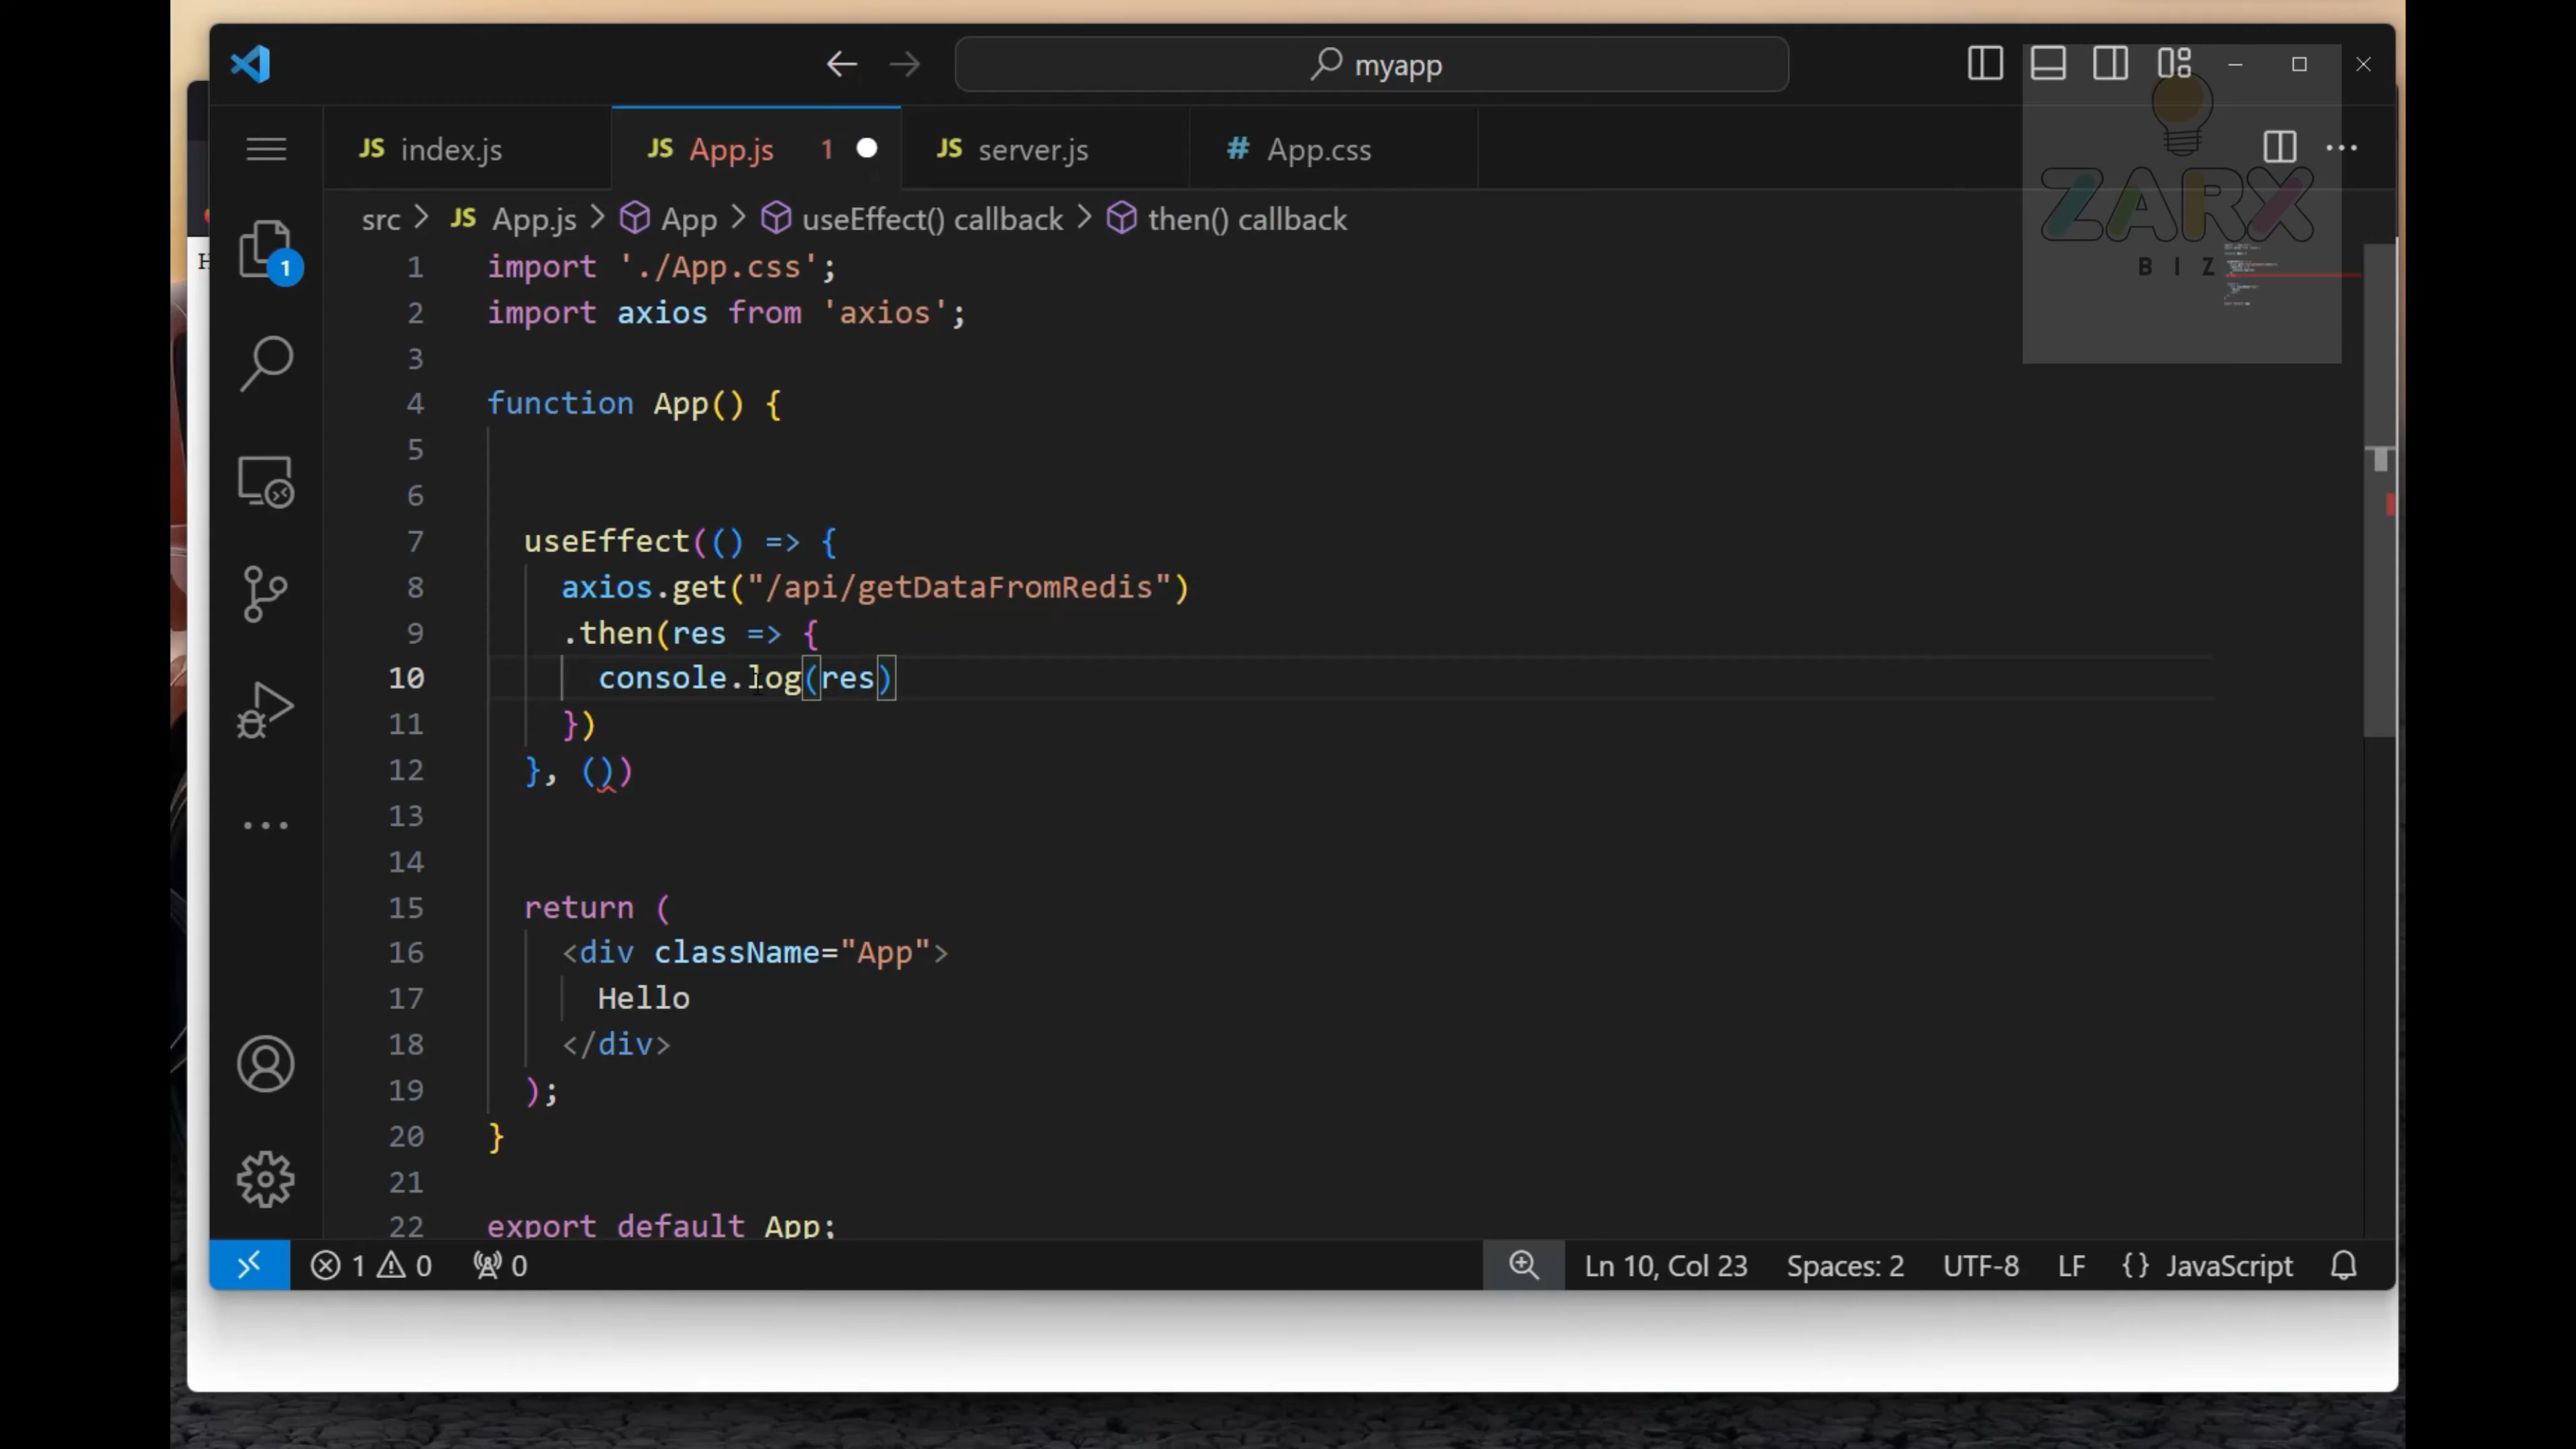 myapp
JS index.js
JS App.js 1
JS server.js
# App.css
ZARX
BIZ
src > JS App.js > App > useEffect() callback > then() callback
H
1
1 import './App.css';
2 import axios from 'axios';
3
4 function App() {
5
6
7 useEffect(() => {
8 axios.get("/api/getDataFromRedis")
9 .then(res => {
10 console.log(res)
11 })
12 }, ())
13
14
15 return (
16 <div className="App">
17 Hello
18 </div>
19 );
20 }
21
22 export default App;
1 0 0
Ln 10, Col 23 Spaces: 2 UTF-8 LF {} JavaScript